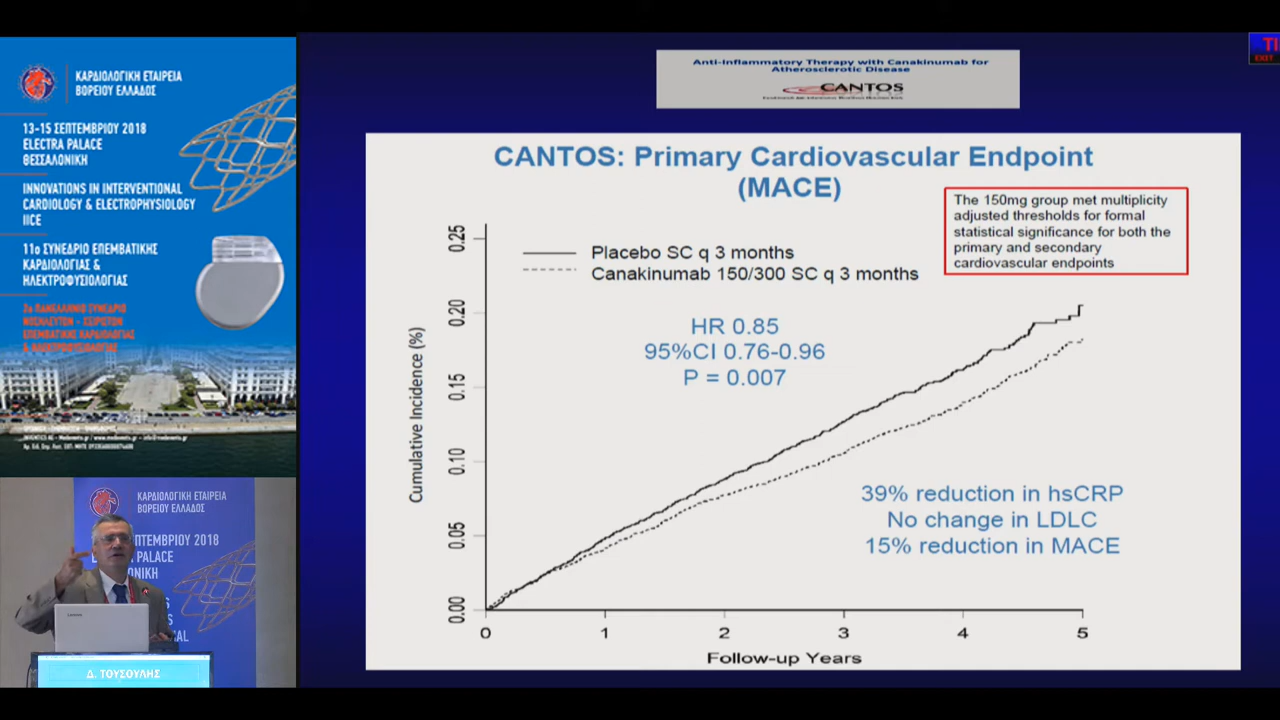 ΚΑΡΔΙΟΛΟΓΙΚΗ ΕΤΑΙΡΕΙΑ
ΒΟΡΕΙΟΥ ΕΛΛΑΔΟΣ
13-15 ΣΕΠΤΕΜΒΡΙΟΥ 2018
ELECTRA PALACE
ΘΕΣΣΑΛΟΝΙΚΗ
INNOVATIONS IN INTERVENTIONAL
CARDIOLOGY & ELECTROPHYSIOLOGY
IICE
11ο ΣΥΝΕΔΡΙΟ ΕΠΕΜΒΑΤΙΚΗΣ
ΚΑΡΔΙΟΛΟΓΙΑΣ &
ΗΛΕΚΤΡΟΦΥΣΙΟΛΟΓΙΑΣ
ΚΑΡΔΙΟΛΟΓΙΚΗ ΕΤΑΙΡΕΙΑ
ΒΟΡΕΙΟΥ ΕΛΛΑΔΟΣ
ΕΜΒΡΙΟΥ 2018
PALACE
ΝΙΚΗ
Δ. ΤΟΥΣΟΥΛΗΣ
TI
EXIT
Anti-Inflammatory Therapy with Canakinumab for
Atherosclerotic Disease
CANTOS
CANTOS: Primary Cardiovascular Endpoint
(MACE)
The 150mg group met multiplicity
adjusted thresholds for formal
statistical significance for both the
primary and secondary
cardiovascular endpoints
Placebo SC q 3 months
Canakinumab 150/300 SC q 3 months
HR 0.85
95%CI 0.76-0.96
P = 0.007
39% reduction in hsCRP
No change in LDLC
15% reduction in MACE
Cumulative Incidence (%)
0.25
0.20
0.15
0.10
0.05
0.00
0 1 2 3 4 5
Follow-up Years